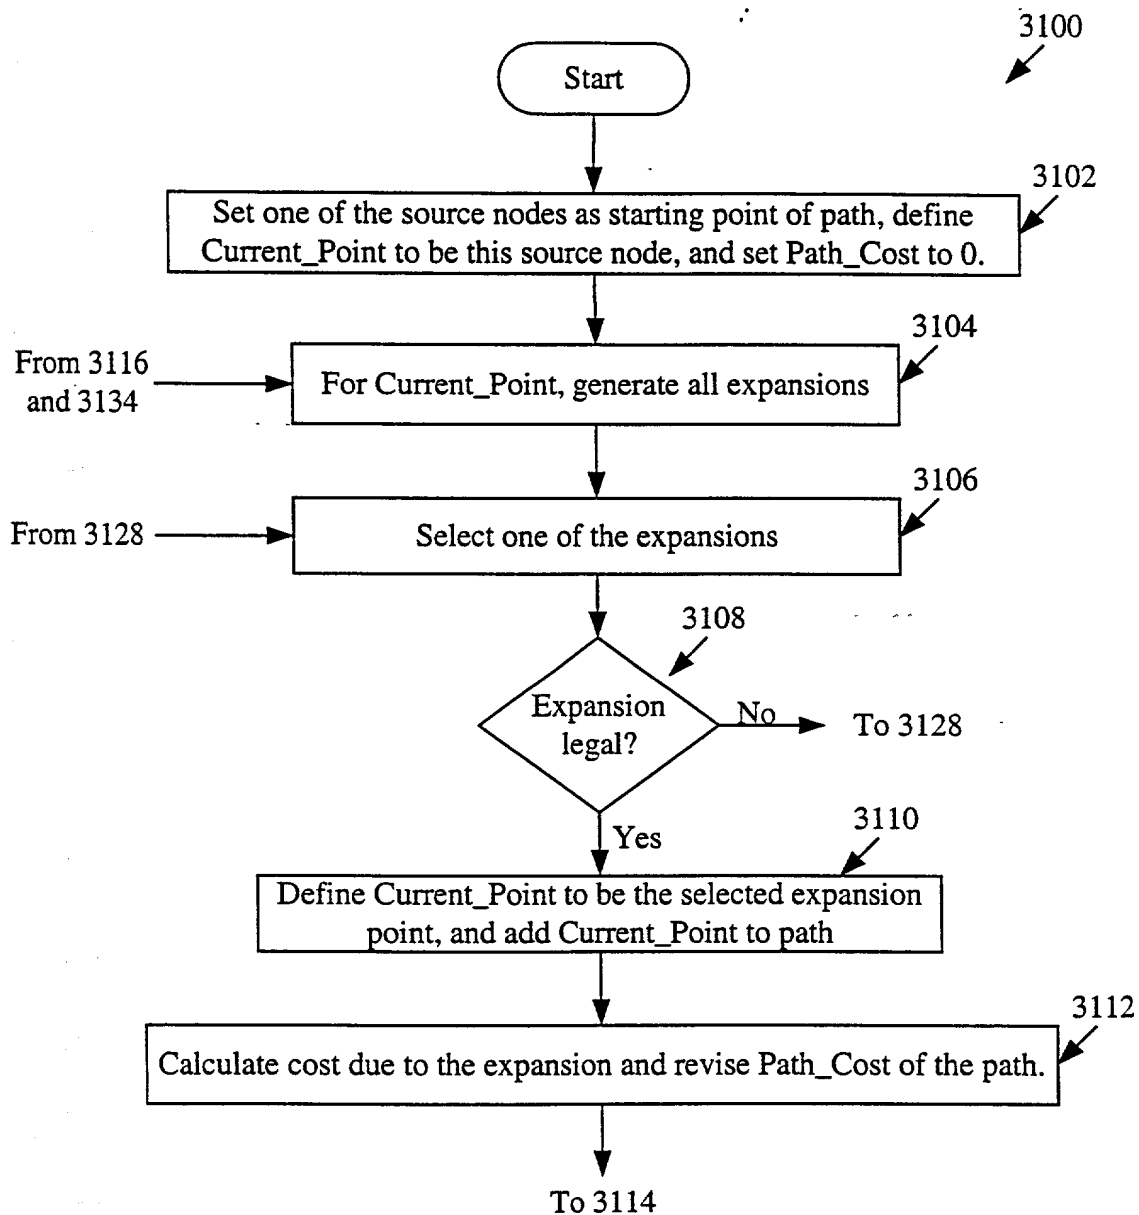 3100
Start
3102
Set one of the source nodes as starting point of path, define
Current_Point to be this source node, and set Path_Cost to 0.
3104
From 3116
and 3134
For Current_Point, generate all expansions
3106
From 3128
Select one of the expansions
3108
Expansion
legal?
No
To 3128
Yes
3110
Define Current_Point to be the selected expansion
point, and add Current_Point to path
3112
Calculate cost due to the expansion and revise Path_Cost of the path.
To 3114